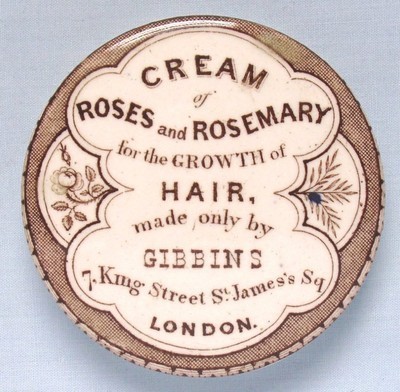 CREAM
of
ROSES and ROSEMARY
for the GROWTH of
HAIR,
made only by
GIBBINS
7. King Street St. James's Sq
LONDON.